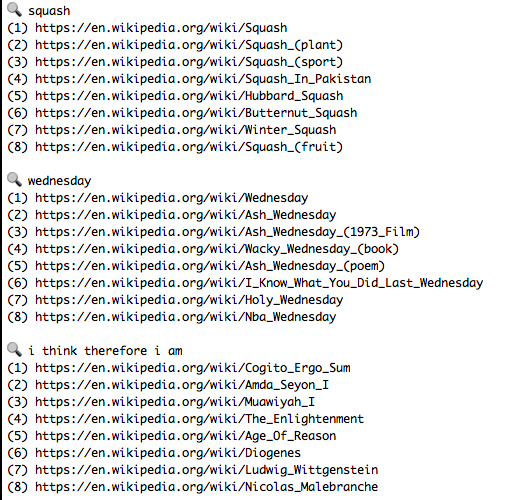 🔍 squash
(1) https://en.wikipedia.org/wiki/Squash
(2) https://en.wikipedia.org/wiki/Squash_(plant)
(3) https://en.wikipedia.org/wiki/Squash_(sport)
(4) https://en.wikipedia.org/wiki/Squash_In_Pakistan
(5) https://en.wikipedia.org/wiki/Hubbard_Squash
(6) https://en.wikipedia.org/wiki/Butternut_Squash
(7) https://en.wikipedia.org/wiki/Winter_Squash
(8) https://en.wikipedia.org/wiki/Squash_(fruit)
🔍 wednesday
(1) https://en.wikipedia.org/wiki/Wednesday
(2) https://en.wikipedia.org/wiki/Ash_Wednesday
(3) https://en.wikipedia.org/wiki/Ash_Wednesday_(1973_Film)
(4) https://en.wikipedia.org/wiki/Wacky_Wednesday_(book)
(5) https://en.wikipedia.org/wiki/Ash_Wednesday_(poem)
(6) https://en.wikipedia.org/wiki/I_Know_What_You_Did_Last_Wednesday
(7) https://en.wikipedia.org/wiki/Holy_Wednesday
(8) https://en.wikipedia.org/wiki/Nba_Wednesday
🔍 i think therefore i am
(1) https://en.wikipedia.org/wiki/Cogito_Ergo_Sum
(2) https://en.wikipedia.org/wiki/Amda_Seyon_I
(3) https://en.wikipedia.org/wiki/Muawiyah_I
(4) https://en.wikipedia.org/wiki/The_Enlightenment
(5) https://en.wikipedia.org/wiki/Age_Of_Reason
(6) https://en.wikipedia.org/wiki/Diogenes
(7) https://en.wikipedia.org/wiki/Ludwig_Wittgenstein
(8) https://en.wikipedia.org/wiki/Nicolas_Malebranche